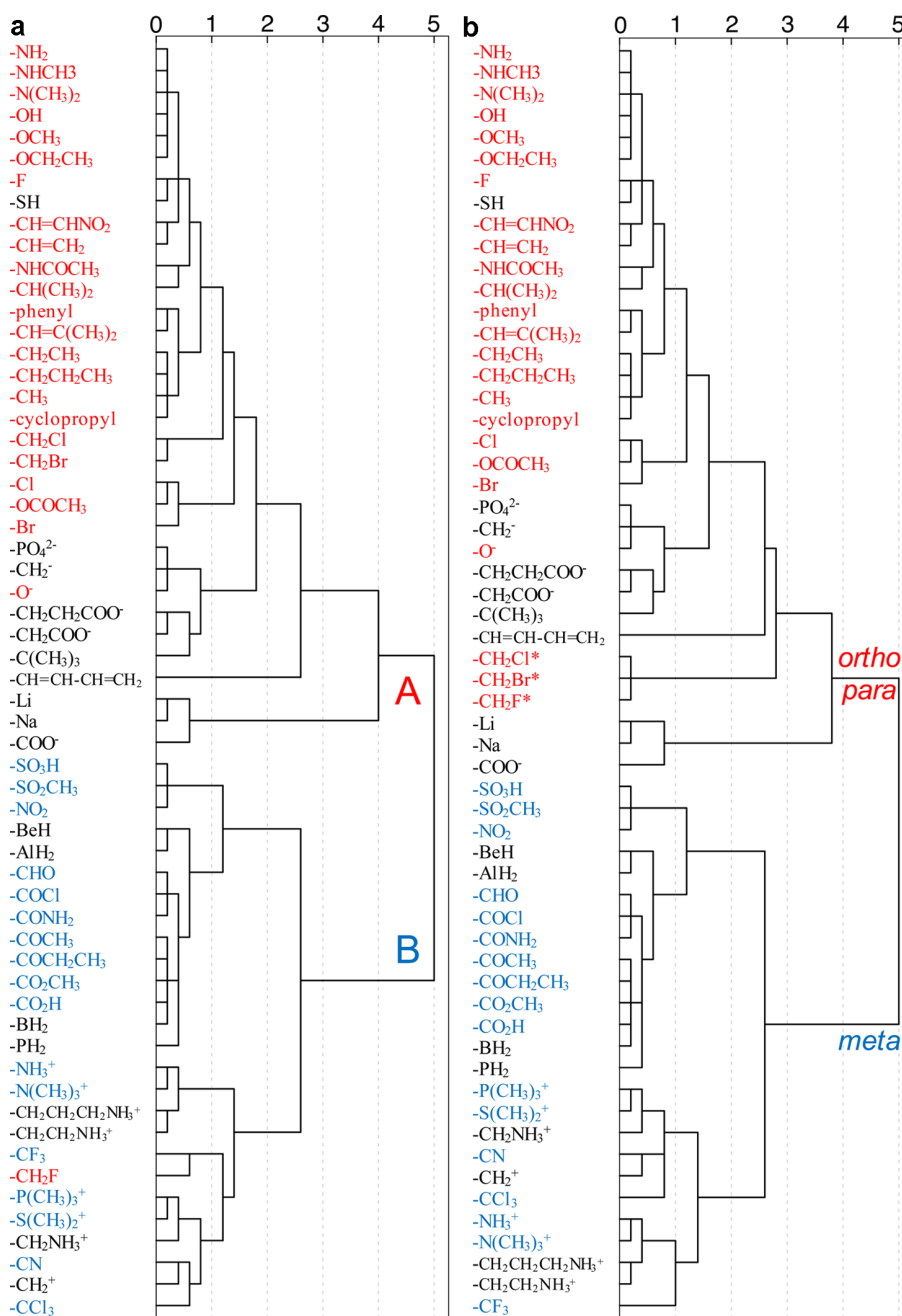 a
0 1 2 3 4 5
-NH₂
-NHCH3
-N(CH₃)₂
-OH
-OCH₃
-OCH₂CH₃
-F
-SH
-CH=CHNO₂
-CH=CH₂
-NHCOCH₃
-CH(CH₃)₂
-phenyl
-CH=C(CH₃)₂
-CH₂CH₃
-CH₂CH₂CH₃
-CH₃
-cyclopropyl
-CH₂Cl
-CH₂Br
-Cl
-OCOCH₃
-Br
-PO₄²⁻
-CH₂⁻
-O⁻
-CH₂CH₂COO⁻
-CH₂COO⁻
-C(CH₃)₃
-CH=CH-CH=CH₂
-Li
-Na
-COO⁻
-SO₃H
-SO₂CH₃
-NO₂
-BeH
-AlH₂
-CHO
-COCl
-CONH₂
-COCH₃
-COCH₂CH₃
-CO₂CH₃
-CO₂H
-BH₂
-PH₂
-NH₃⁺
-N(CH₃)₃⁺
-CH₂CH₂CH₂NH₃⁺
-CH₂CH₂NH₃⁺
-CF₃
-CH₂F
-P(CH₃)₃⁺
-S(CH₃)₂⁺
-CH₂NH₃⁺
-CN
-CH₂⁺
-CCl₃
A
B
b
0 1 2 3 4 5
-NH₂
-NHCH₃
-N(CH₃)₂
-OH
-OCH₃
-OCH₂CH₃
-F
-SH
-CH=CHNO₂
-CH=CH₂
-NHCOCH₃
-CH(CH₃)₂
-phenyl
-CH=C(CH₃)₂
-CH₂CH₃
-CH₂CH₂CH₃
-CH₃
-cyclopropyl
-Cl
-OCOCH₃
-Br
-PO₄²⁻
-CH₂⁻
-O⁻
-CH₂CH₂COO⁻
-CH₂COO⁻
-C(CH₃)₃
-CH=CH-CH=CH₂
-CH₂Cl*
-CH₂Br*
-CH₂F*
-Li
-Na
-COO⁻
-SO₃H
-SO₂CH₃
-NO₂
-BeH
-AlH₂
-CHO
-COCl
-CONH₂
-COCH₃
-COCH₂CH₃
-CO₂CH₃
-CO₂H
-BH₂
-PH₂
-P(CH₃)₃⁺
-S(CH₃)₂⁺
-CH₂NH₃⁺
-CN
-CH₂⁺
-CCl₃
-NH₃⁺
-N(CH₃)₃⁺
-CH₂CH₂CH₂NH₃⁺
-CH₂CH₂NH₃⁺
-CF₃
ortho
para
meta